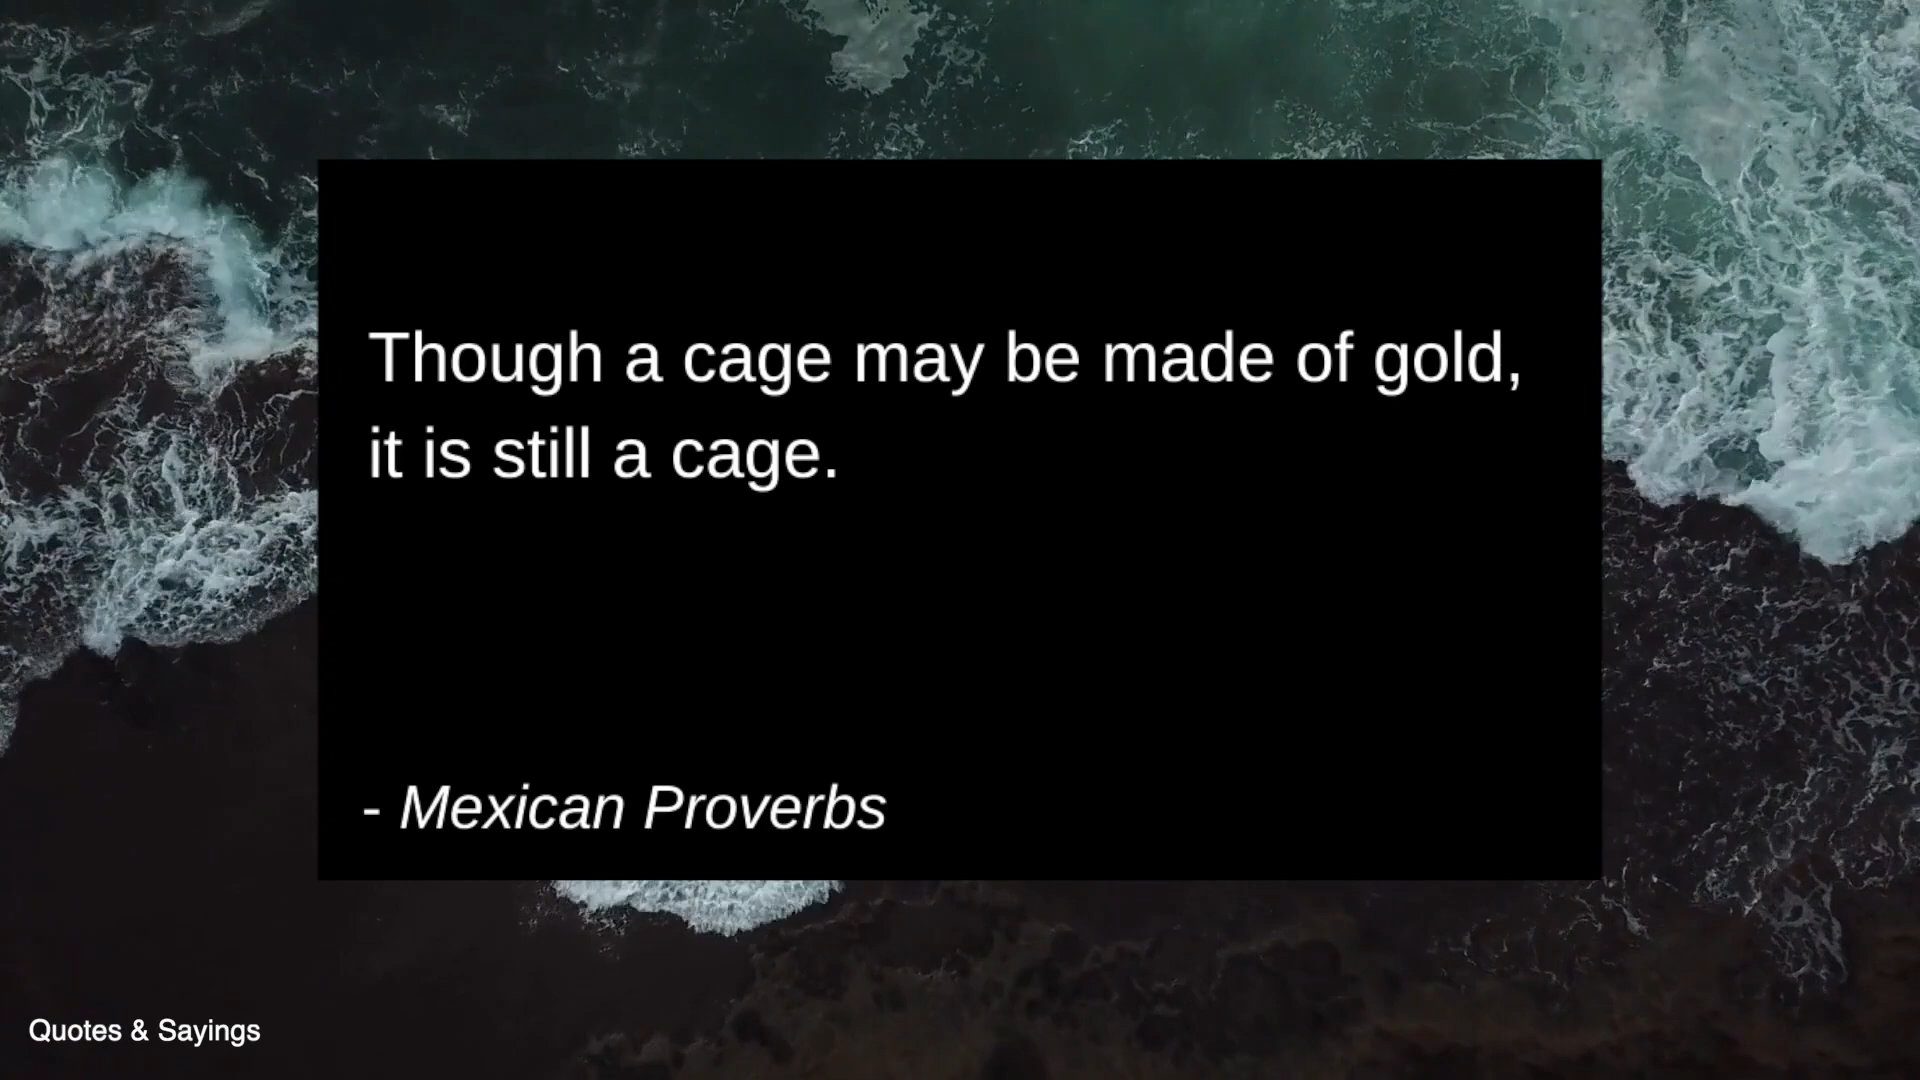 Though a cage may be made of gold,
it is still a cage.
- Mexican Proverbs
Quotes & Sayings